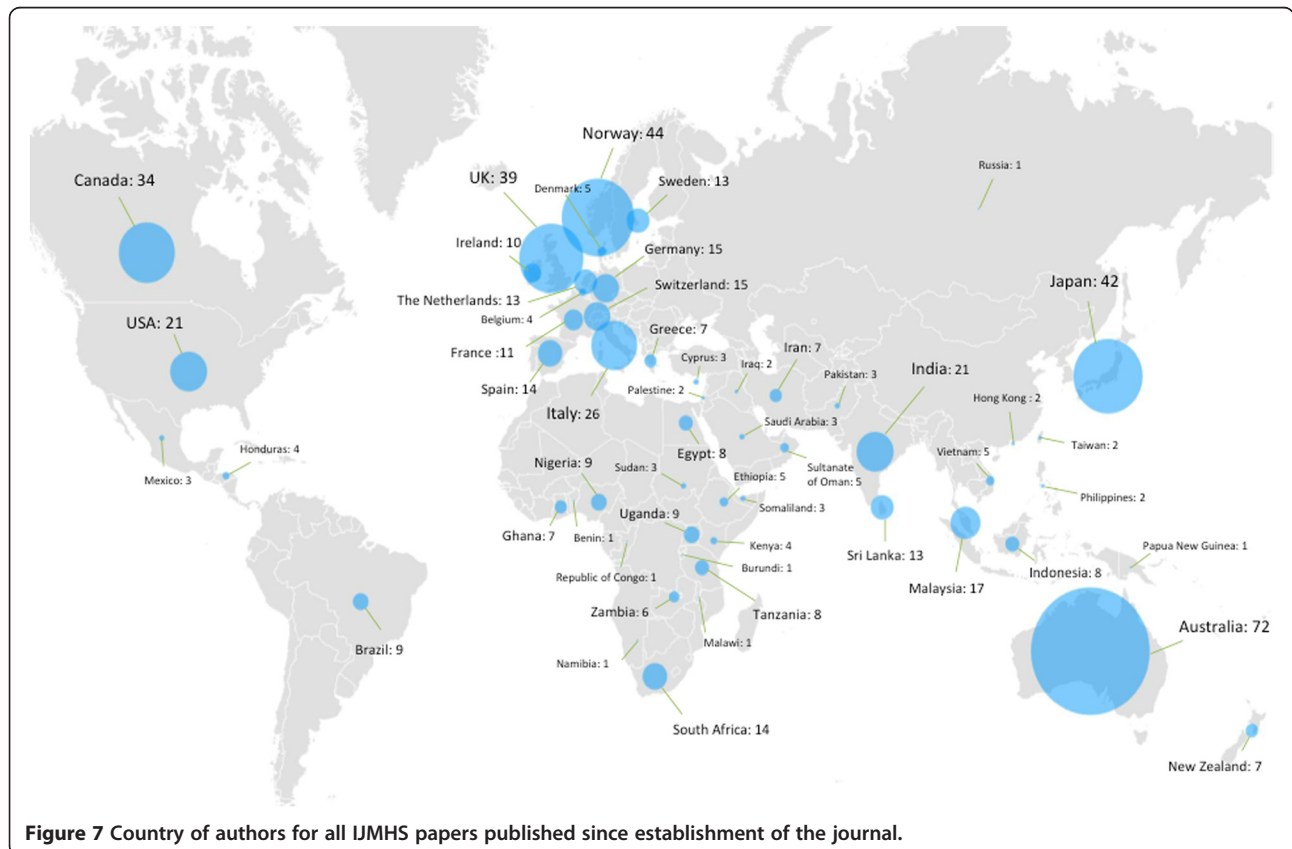 Norway: 44
Canada: 34
UK: 39
Denmark: 5
Sweden: 13
Russia: 1
Ireland: 10
Germany: 15
The Netherlands: 13
Switzerland: 15
Japan: 42
Belgium: 4
USA: 21
Greece: 7
France :11
Cyprus: 3
Iraq: 2
Iran: 7
Pakistan: 3
India: 21
Spain: 14
Palestine: 2
Hong Kong : 2
Italy: 26
Saudi Arabia: 3
Taiwan: 2
Honduras: 4
Egypt: 8
Vietnam: 5
Mexico: 3
Nigeria: 9
Sudan: 3
Ethiopia: 5
Sultanate
of Oman: 5
Philippines: 2
Somaliland: 3
Uganda: 9
Ghana: 7
Benin: 1
Kenya: 4
Sri Lanka: 13
Papua New Guinea: 1
Burundi: 1
Republic of Congo: 1
Indonesia: 8
Malaysia: 17
Zambia: 6
Tanzania: 8
Australia: 72
Malawi: 1
Brazil: 9
Namibia: 1
South Africa: 14
New Zealand: 7
Figure 7 Country of authors for all IJMHS papers published since establishment of the journal.